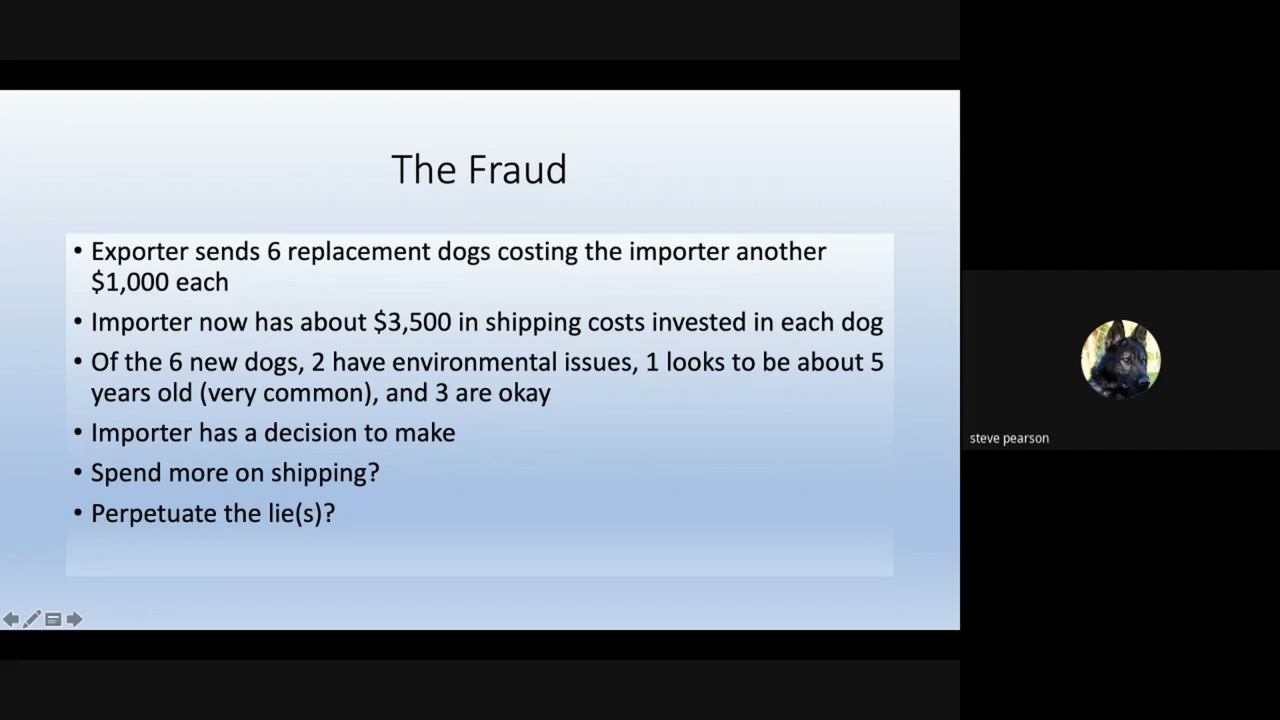 The Fraud
• Exporter sends 6 replacement dogs costing the importer another
$1,000 each
• Importer now has about $3,500 in shipping costs invested in each dog
• Of the 6 new dogs, 2 have environmental issues, 1 looks to be about 5
years old (very common), and 3 are okay
• Importer has a decision to make
• Spend more on shipping?
• Perpetuate the lie(s)?
steve pearson